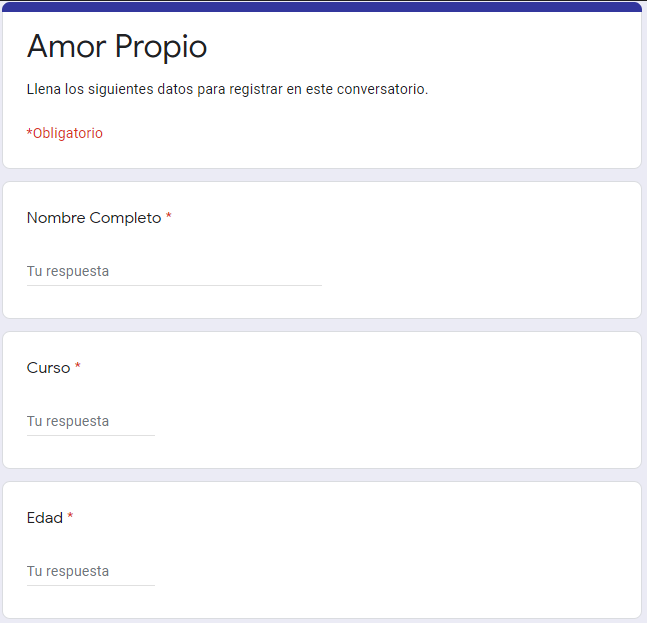 Amor Propio
Llena los siguientes datos para registrar en este conversatorio.
*Obligatorio
Nombre Completo *
Tu respuesta
Curso *
Tu respuesta
Edad *
Tu respuesta